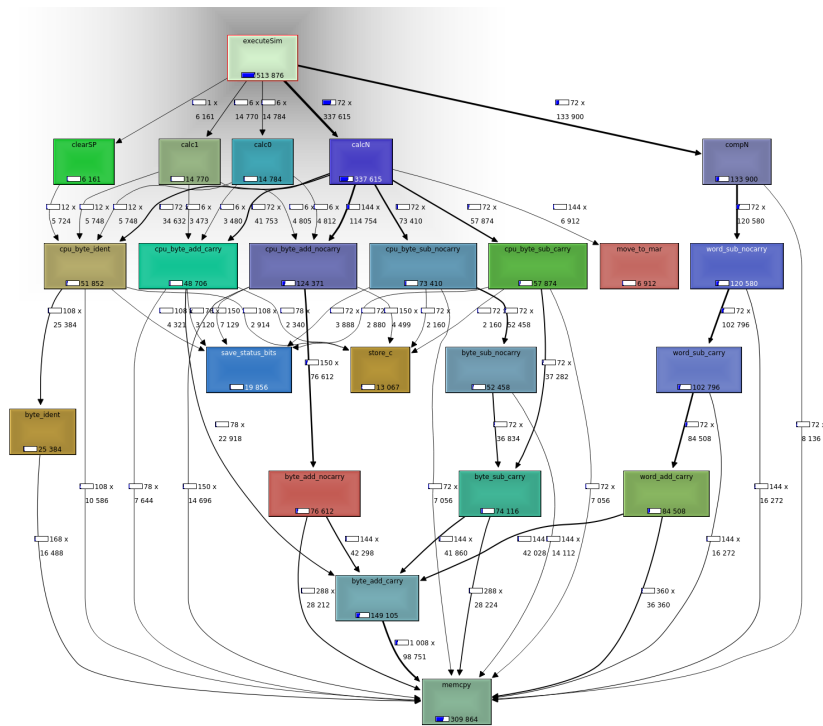 executeSim
513 876
1 x
6 161
6 x
14 770
6 x
14 784
72 x
337 615
72 x
133 900
clearSP
6 161
calc1
14 770
calc0
14 784
calcN
337 615
compN
133 900
12 x
5 724
12 x
5 748
12 x
5 748
72
34 632
6 x
3 473
6 x
3 480
72 x
41 753
6 x
4 805
6 x
4 812
144 x
114 754
72 x
73 410
72 x
57 874
144 x
6 912
72 x
120 580
cpu_byte_ident
51 852
cpu_byte_add_carry
48 706
cpu_byte_add_nocarry
124 371
cpu_byte_sub_nocarry
73 410
cpu_byte_sub_carry
57 874
move_to_mar
6 912
word_sub_nocarry
120 580
108 x
25 384
108
4 321
3 120
150 x
7 129
108 x
2 914
78 x
2 340
72 x
3 888
72 x
2 880
150 x
4 499
72 x
2 160
72 x
2 160
72 x
52 458
72 x
102 796
save_status_bits
19 856
store_c
13 067
byte_sub_nocarry
52 458
word_sub_carry
102 796
150 x
76 612
72 x
37 282
byte_ident
25 384
78 x
22 918
72 x
36 834
72 x
84 508
72
8 136
byte_add_nocarry
76 612
byte_sub_carry
74 116
word_add_carry
84 508
108 x
10 586
78 x
7 644
150 x
14 696
72 x
7 056
72 x
7 056
144 x
16 272
168 x
16 488
144 x
42 298
144 x
41 860
144
42 028
144 x
14 112
144 x
16 272
byte_add_carry
149 105
288 x
28 212
288 x
28 224
360 x
36 360
1 008 x
98 751
memcpy
309 864